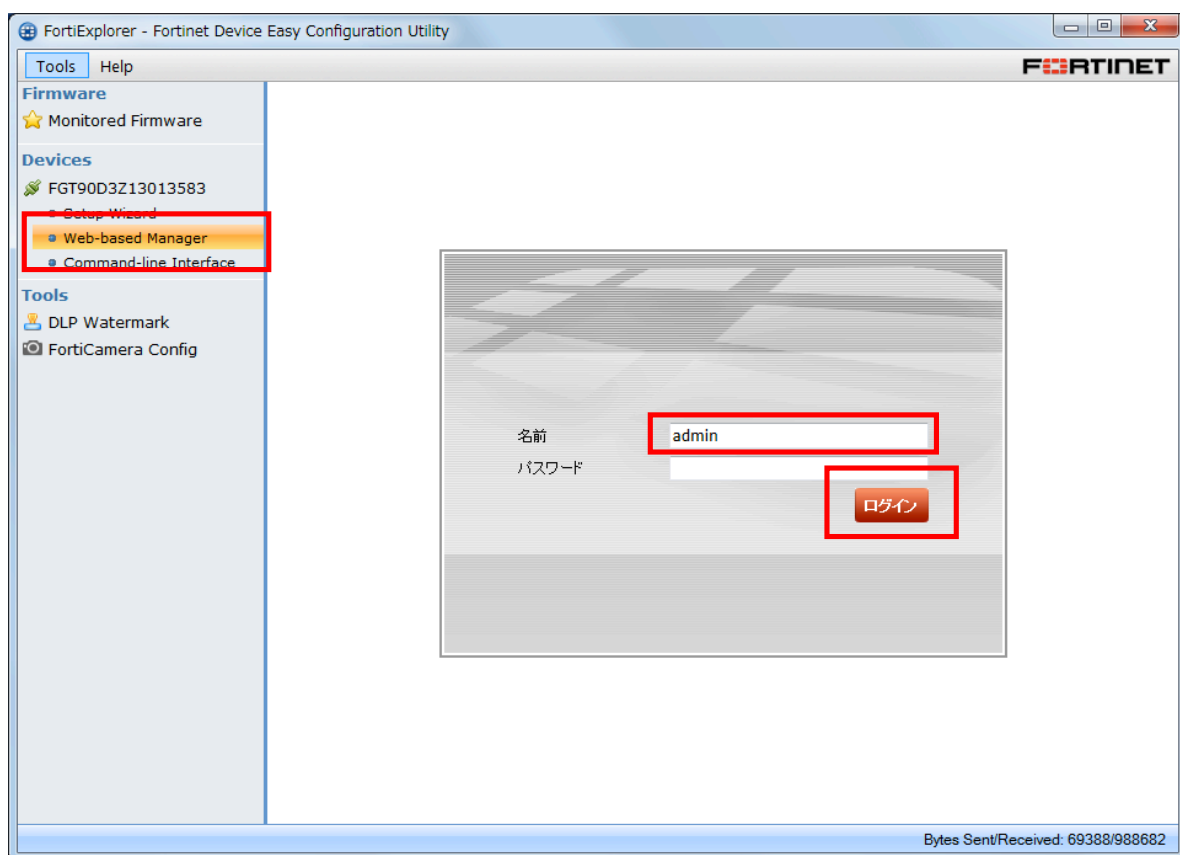 FortiExplorer - Fortinet Device Easy Configuration Utility
Tools Help
FORTINET
Firmware
Monitored Firmware
Devices
FGT90D3Z13013583
Setup Wizard
Web-based Manager
Command-line Interface
Tools
DLP Watermark
FortiCamera Config
名前 admin
パスワード
ログイン
Bytes Sent/Received: 69388/988682